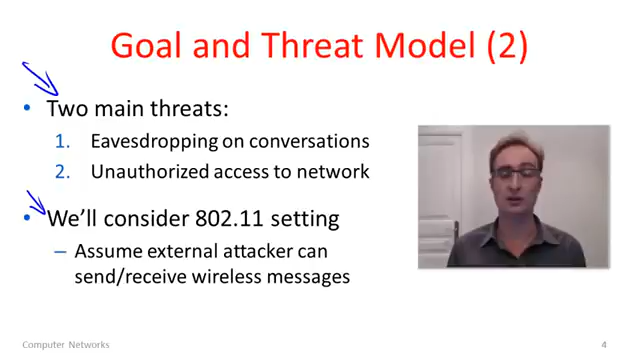 Goal and Threat Model (2)
• Two main threats:
1. Eavesdropping on conversations
2. Unauthorized access to network
• We'll consider 802.11 setting
– Assume external attacker can
send/receive wireless messages
Computer Networks
4